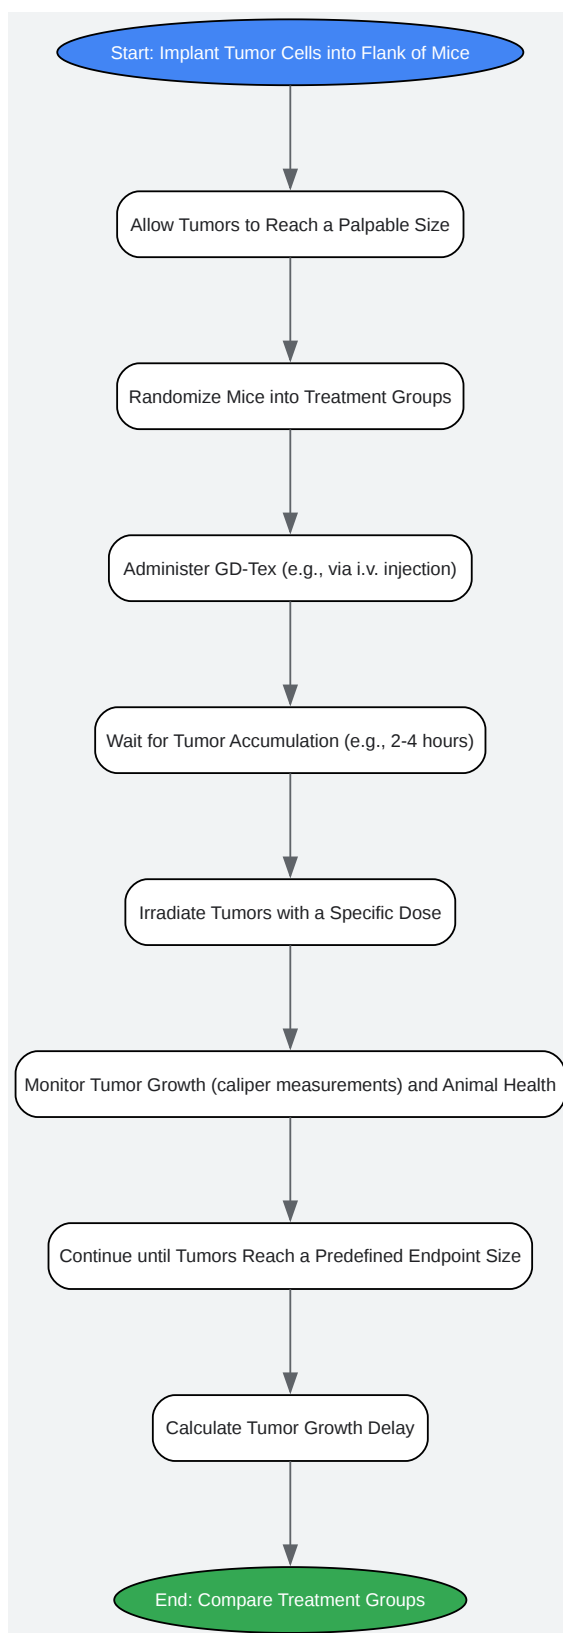 Start: Implant Tumor Cells into Flank of Mice
Allow Tumors to Reach a Palpable Size
Randomize Mice into Treatment Groups
Administer GD-Tex (e.g., via i.v. injection)
Wait for Tumor Accumulation (e.g., 2-4 hours)
Irradiate Tumors with a Specific Dose
Monitor Tumor Growth (caliper measurements) and Animal Health
Continue until Tumors Reach a Predefined Endpoint Size
Calculate Tumor Growth Delay
End: Compare Treatment Groups